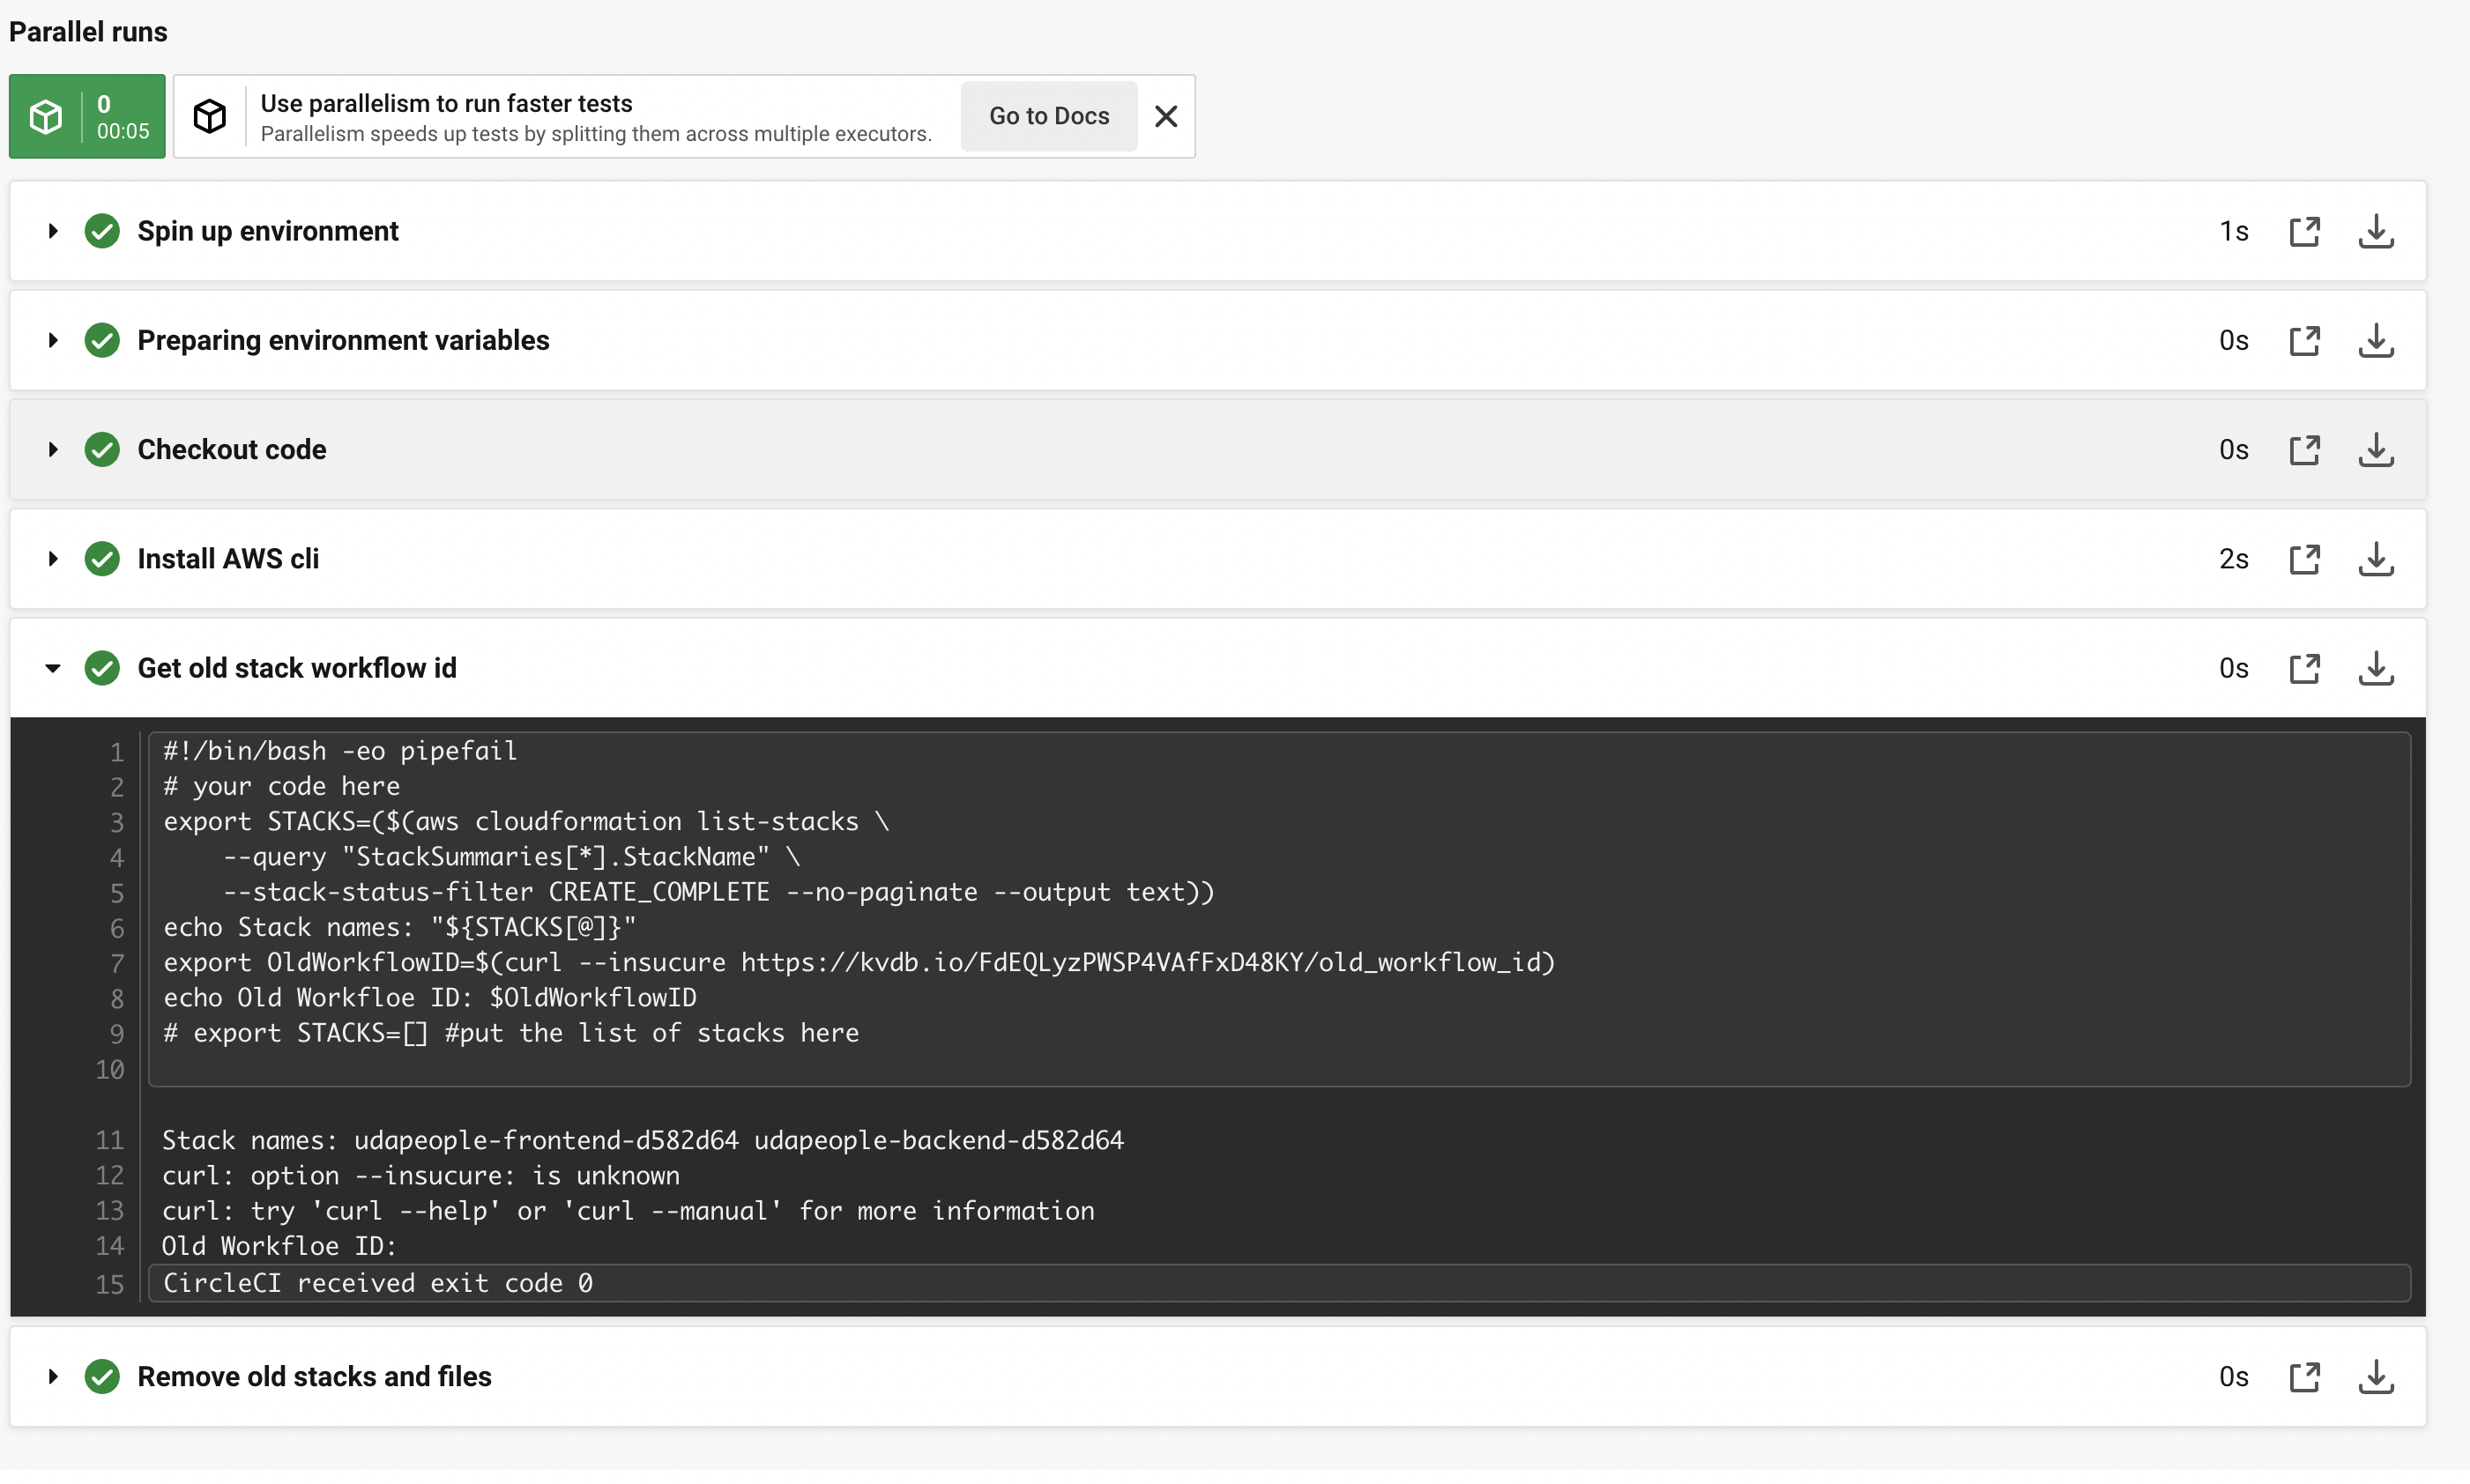 Parallel runs
0
00:05
Use parallelism to run faster tests
Parallelism speeds up tests by splitting them across multiple executors.
Go to Docs
Spin up environment 1s
Preparing environment variables 0s
Checkout code 0s
Install AWS cli 2s
Get old stack workflow id 0s
1 #!/bin/bash -eo pipefail
2 # your code here
3 export STACKS=($(aws cloudformation list-stacks \
4     --query "StackSummaries[*].StackName" \
5     --stack-status-filter CREATE_COMPLETE --no-paginate --output text))
6 echo Stack names: "${STACKS[@]}"
7 export OldWorkflowID=$(curl --insucure https://kvdb.io/FdEQLyzPWSP4VAfFxD48KY/old_workflow_id)
8 echo Old Workfloe ID: $OldWorkflowID
9 # export STACKS=[] #put the list of stacks here
10
11 Stack names: udapeople-frontend-d582d64 udapeople-backend-d582d64
12 curl: option --insucure: is unknown
13 curl: try 'curl --help' or 'curl --manual' for more information
14 Old Workfloe ID:
15 CircleCI received exit code 0
Remove old stacks and files 0s